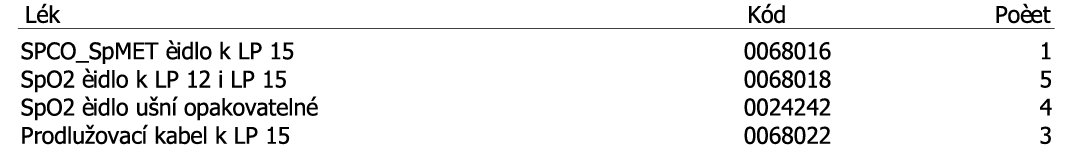 Lék Kód Poèet
SPCO_SpMET èidlo k LP 15 0068016 1
SpO2 èidlo k LP 12 i LP 15 0068018 5
SpO2 èidlo ušní opakovatelné 0024242 4
Prodlužovací kabel k LP 15 0068022 3